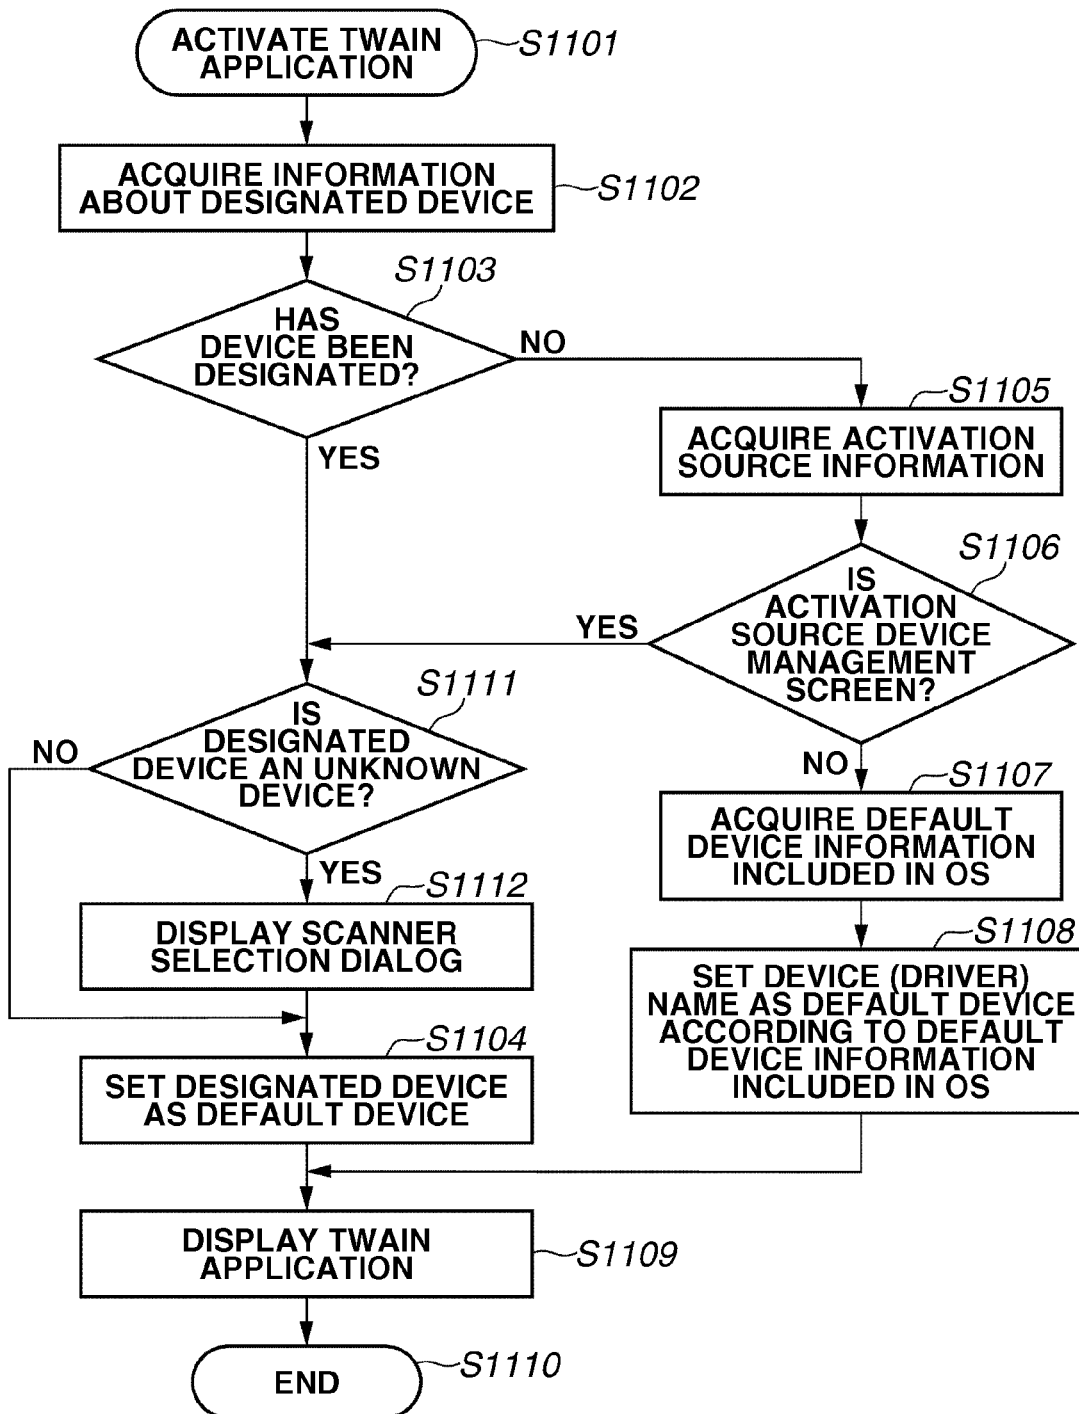 ACTIVATE TWAIN
APPLICATION
S1101
ACQUIRE INFORMATION
ABOUT DESIGNATED DEVICE
S1102
S1103
HAS
DEVICE BEEN
DESIGNATED?
NO
YES
S1105
ACQUIRE ACTIVATION
SOURCE INFORMATION
S1106
IS
ACTIVATION
SOURCE DEVICE
MANAGEMENT
SCREEN?
YES
NO
S1111
IS
DESIGNATED
DEVICE AN UNKNOWN
DEVICE?
NO
YES
S1107
ACQUIRE DEFAULT
DEVICE INFORMATION
INCLUDED IN OS
S1112
DISPLAY SCANNER
SELECTION DIALOG
S1108
SET DEVICE (DRIVER)
NAME AS DEFAULT DEVICE
ACCORDING TO DEFAULT
DEVICE INFORMATION
INCLUDED IN OS
S1104
SET DESIGNATED DEVICE
AS DEFAULT DEVICE
DISPLAY TWAIN
APPLICATION
S1109
END
S1110